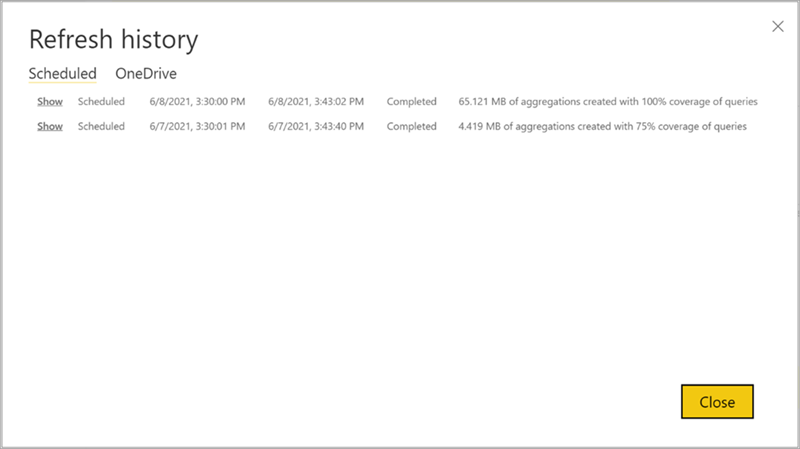 Refresh history
Scheduled OneDrive
Show Scheduled 6/8/2021, 3:30:00 PM 6/8/2021, 3:43:02 PM Completed 65.121 MB of aggregations created with 100% coverage of queries
Show Scheduled 6/7/2021, 3:30:01 PM 6/7/2021, 3:43:40 PM Completed 4.419 MB of aggregations created with 75% coverage of queries
Close